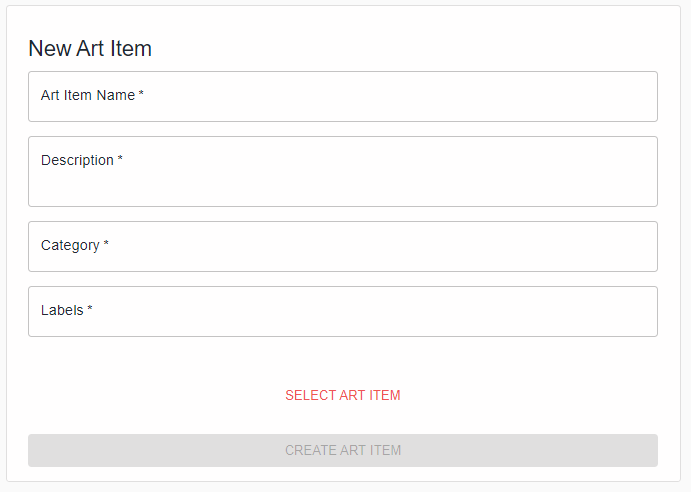 New Art Item
Art Item Name *
Description *
Category *
Labels *
SELECT ART ITEM
CREATE ART ITEM